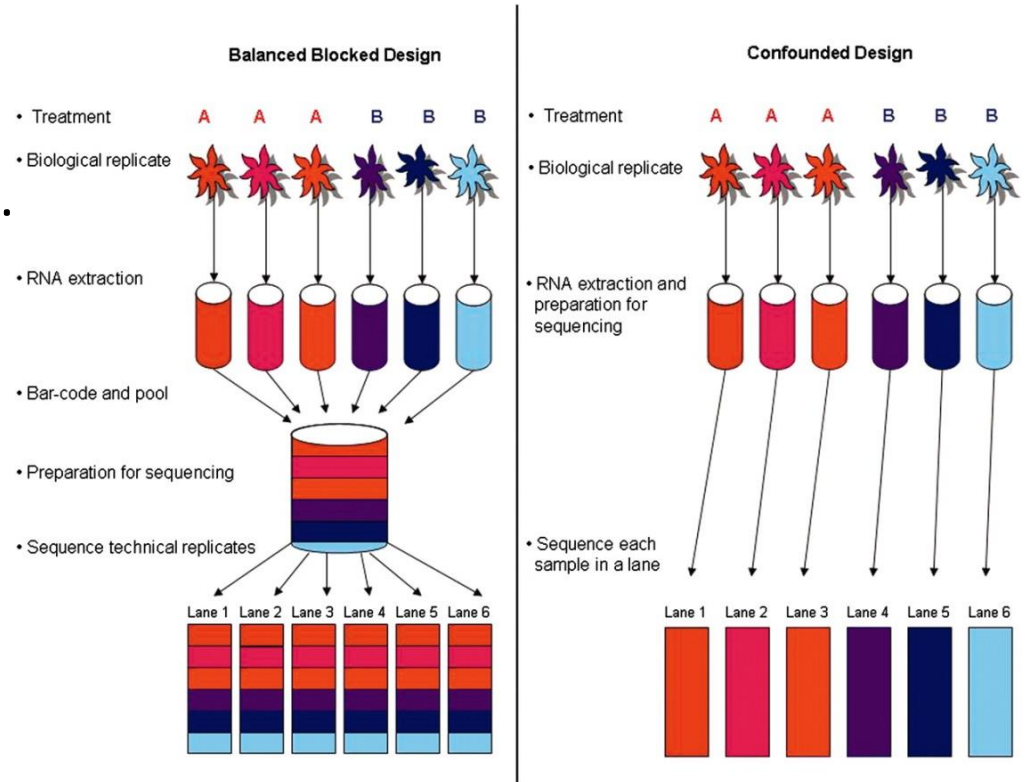 Balanced Blocked Design
• Treatment A A A B B B
• Biological replicate
• RNA extraction
• Bar-code and pool
• Preparation for sequencing
• Sequence technical replicates
Lane 1 Lane 2 Lane 3 Lane 4 Lane 5 Lane 6
Confounded Design
• Treatment A A A B B B
• Biological replicate
• RNA extraction and
preparation for
sequencing
• Sequence each
sample in a lane
Lane 1 Lane 2 Lane 3 Lane 4 Lane 5 Lane 6